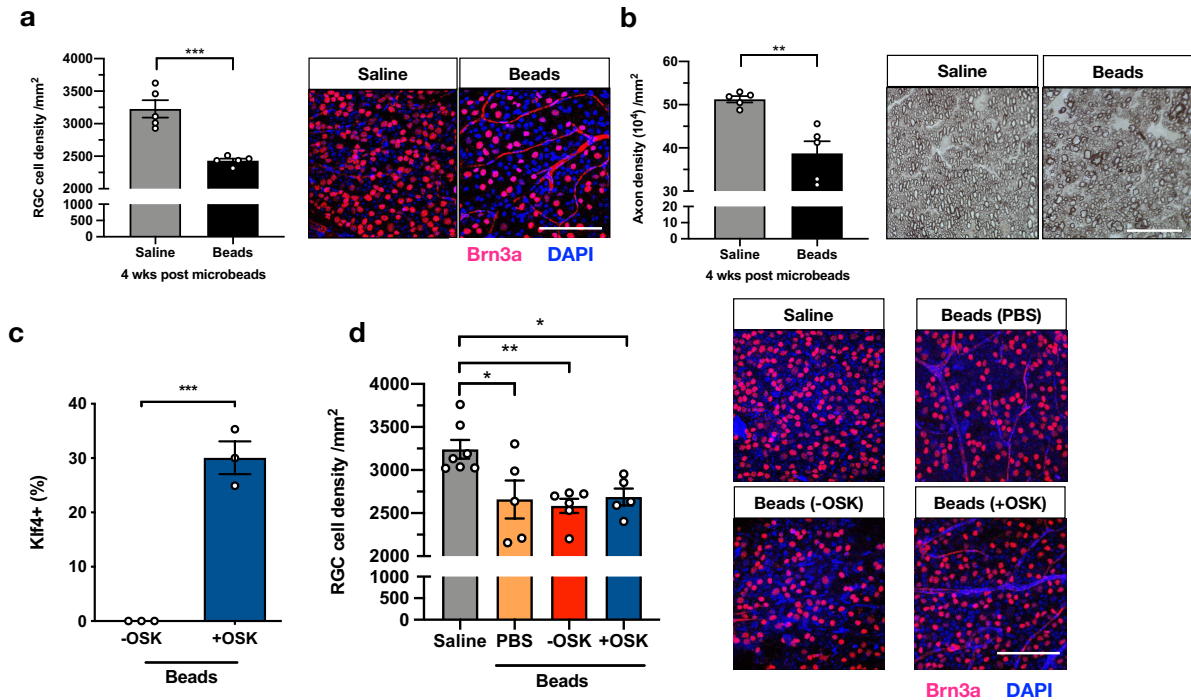 a
RGC cell density /mm²
4000
3500
3000
2500
2000
1000
500
0
***
Saline
Beads
4 wks post microbeads
Saline
Beads
Brn3a
DAPI
b
Axon density (10⁴) /mm²
60
50
40
30
20
10
0
**
Saline
Beads
4 wks post microbeads
Saline
Beads
c
Klf4+ (%)
40
30
20
10
0
***
-OSK
+OSK
Beads
d
RGC cell density /mm²
4000
3500
3000
2500
2000
1000
500
0
*
**
*
Saline
PBS
-OSK
+OSK
Beads
Saline
Beads (PBS)
Beads (-OSK)
Beads (+OSK)
Brn3a
DAPI